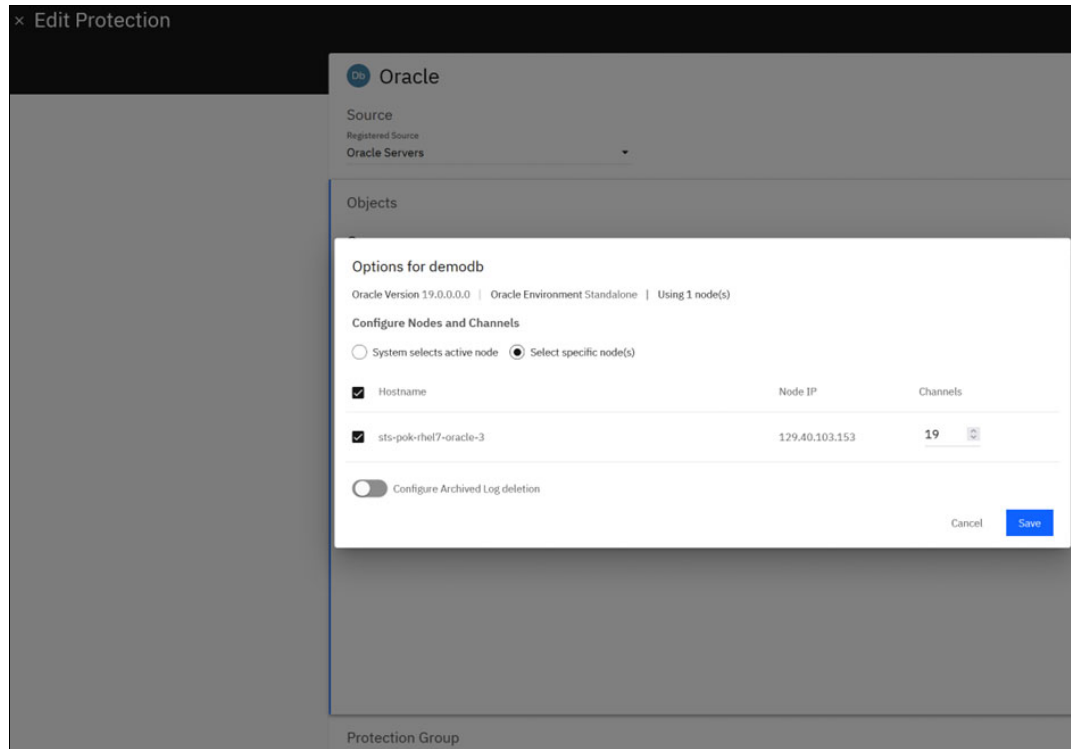 × Edit Protection
Db Oracle
Source
Registered Source
Oracle Servers
Objects
Options for demodb
Oracle Version 19.0.0.0.0 | Oracle Environment Standalone | Using 1 node(s)
Configure Nodes and Channels
System selects active node Select specific node(s)
Hostname Node IP Channels
sts-pok-rhel7-oracle-3 129.40.103.153 19
Configure Archived Log deletion
Cancel Save
Protection Group